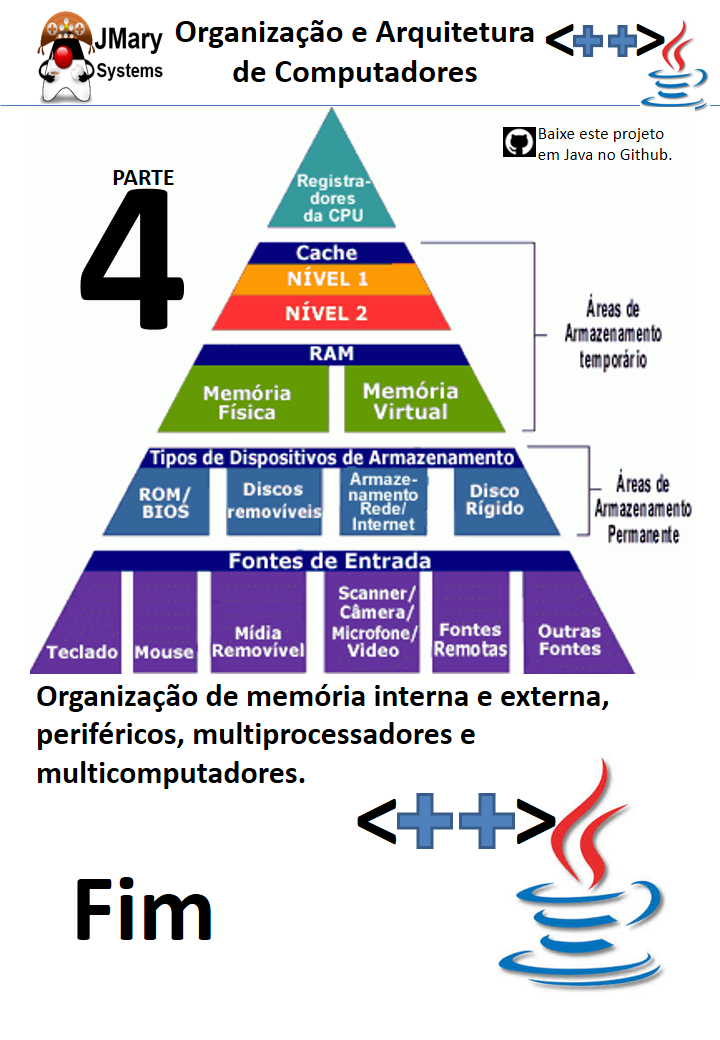 JMary
Systems
Organização e Arquitetura
de Computadores
<++>
Baixe este projeto
em Java no Github.
PARTE
4
Registra-
dores
da CPU
Cache
NÍVEL 1
NÍVEL 2
Áreas de
Armazenamento
temporário
RAM
Memória
Física
Memória
Virtual
Tipos de Dispositivos de Armazenamento
ROM/
BIOS
Discos
removíveis
Armaze-
namento
Rede/
Internet
Disco
Rígido
Áreas de
Armazenamento
Permanente
Fontes de Entrada
Teclado
Mouse
Mídia
Removível
Scanner/
Câmera/
Microfone/
Video
Fontes
Remotas
Outras
Fontes
Organização de memória interna e externa,
periféricos, multiprocessadores e
multicomputadores.
<++>
Fim